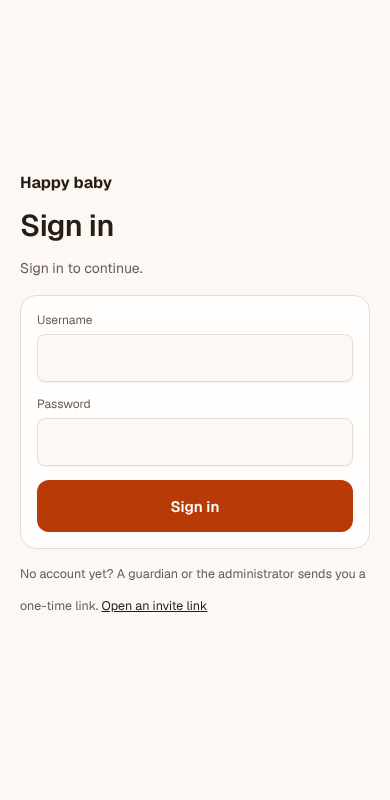 Happy baby
Sign in
Sign in to continue.
Username
Password
Sign in
No account yet? A guardian or the administrator sends you a
one-time link. Open an invite link